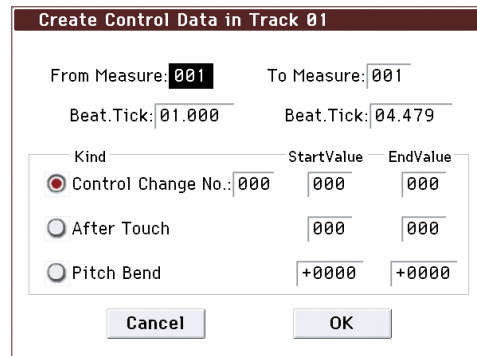 Create Control Data in Track 01
From Measure: 001 To Measure: 001
Beat.Tick: 01.000 Beat.Tick: 04.479
Kind StartValue EndValue
Control Change No.: 000 000 000
After Touch 000 000
Pitch Bend +0000 +0000
Cancel OK